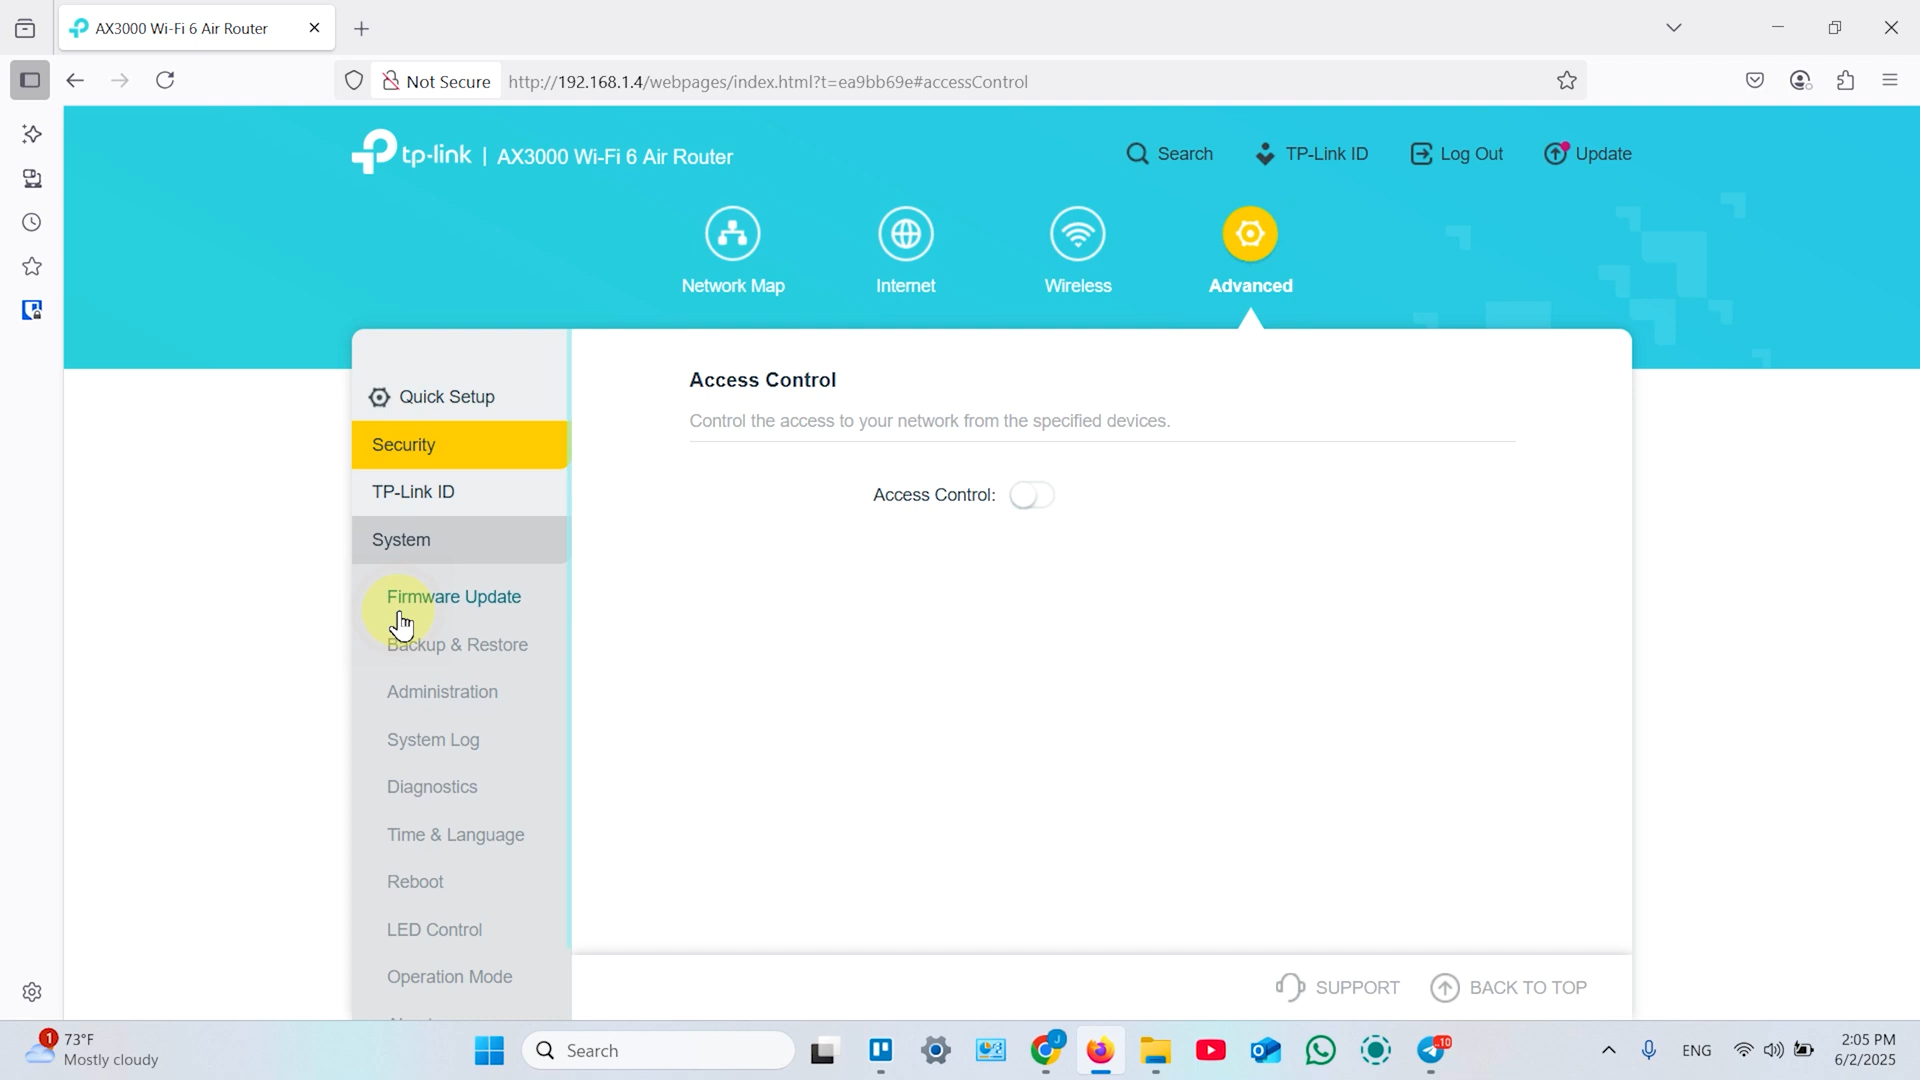 AX3000 Wi-Fi 6 Air Router
Not Secure
http://192.168.1.4/webpages/index.html?t=ea9bb69e#accessControl
tp-link | AX3000 Wi-Fi 6 Air Router
Search
TP-Link ID
Log Out
Update
Network Map
Internet
Wireless
Advanced
Quick Setup
Security
TP-Link ID
System
Firmware Update
Backup & Restore
Administration
System Log
Diagnostics
Time & Language
Reboot
LED Control
Operation Mode
Access Control
Control the access to your network from the specified devices.
Access Control:
SUPPORT
BACK TO TOP
1
73°F
Mostly cloudy
Search
J
10
ENG
2:05 PM
6/2/2025